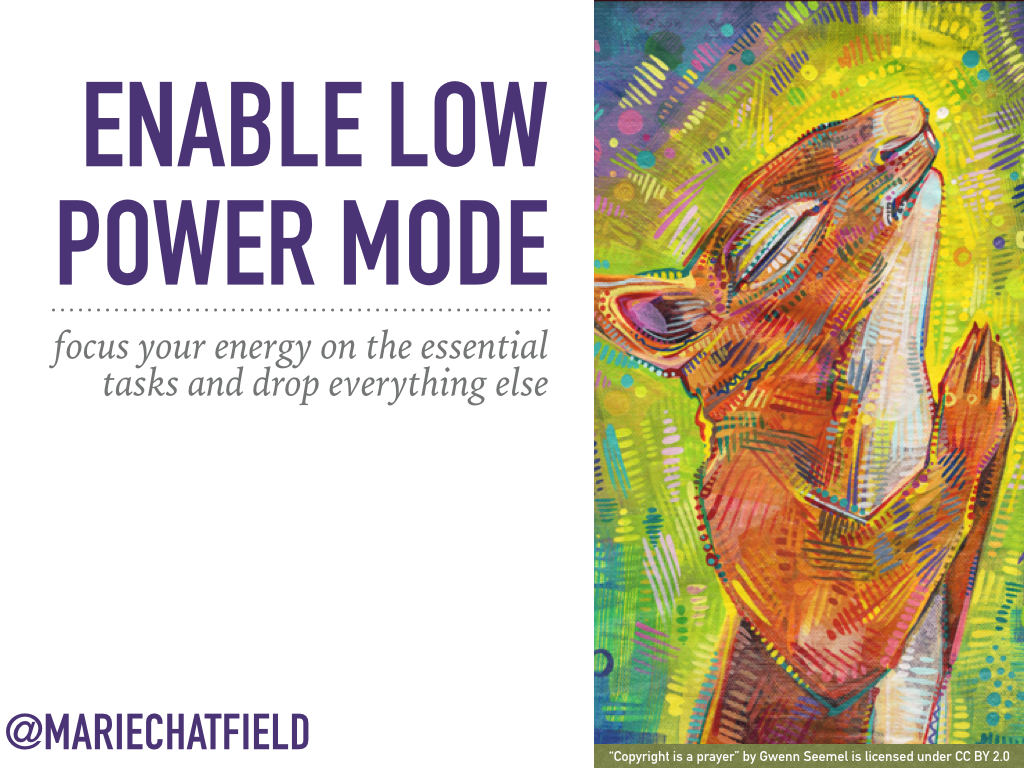 ENABLE LOW
POWER MODE
focus your energy on the essential
tasks and drop everything else
@MARIECHATFIELD
“Copyright is a prayer” by Gwenn Seemel is licensed under CC BY 2.0